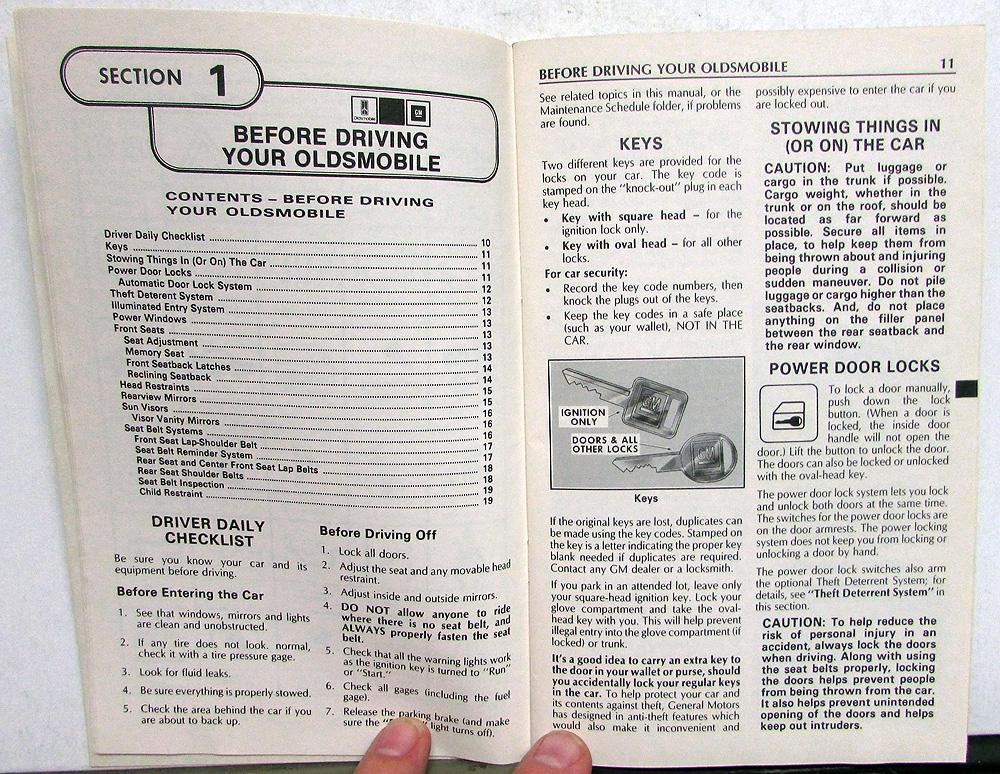 SECTION 1
Oldsmobile GM
BEFORE DRIVING
YOUR OLDSMOBILE
CONTENTS – BEFORE DRIVING
YOUR OLDSMOBILE
Driver Daily Checklist ........ 10
Keys ........ 11
Stowing Things In (Or On) The Car ........ 11
Power Door Locks ........ 11
Automatic Door Lock System ........ 12
Theft Deterent System ........ 12
Illuminated Entry System ........ 13
Power Windows ........ 13
Front Seats ........ 13
Seat Adjustment ........ 13
Memory Seat ........ 13
Front Seatback Latches ........ 14
Reclining Seatback ........ 14
Head Restraints ........ 15
Rearview Mirrors ........ 15
Sun Visors ........ 16
Visor Vanity Mirrors ........ 16
Seat Belt Systems ........ 16
Front Seat Lap-Shoulder Belt ........ 17
Seat Belt Reminder System ........ 17
Rear Seat and Center Front Seat Lap Belts ........ 18
Rear Seat Shoulder Belts ........ 18
Seat Belt Inspection ........ 19
Child Restraint ........ 19
DRIVER DAILY
CHECKLIST
Be sure you know your car and its
equipment before driving.
Before Entering the Car
1. See that windows, mirrors and lights
are clean and unobstructed.
2. If any tire does not look. normal,
check it with a tire pressure gage.
3. Look for fluid leaks.
4. Be sure everything is properly stowed.
5. Check the area behind the car if you
are about to back up.
Before Driving Off
1. Lock all doors.
2. Adjust the seat and any movable head
restraint.
3. Adjust inside and outside mirrors.
4. DO NOT allow anyone to ride
where there is no seat belt, and
ALWAYS properly fasten the seat
belt.
5. Check that all the warning lights work
as the ignition key is turned to "Run"
or "Start."
6. Check all gages (including the fuel
gage).
7. Release the parking brake (and make
sure the light turns off).
BEFORE DRIVING YOUR OLDSMOBILE 11
See related topics in this manual, or the
Maintenance Schedule folder, if problems
are found.
KEYS
Two different keys are provided for the
locks on your car. The key code is
stamped on the "knock-out" plug in each
key head.
• Key with square head – for the
ignition lock only.
• Key with oval head – for all other
locks.
For car security:
• Record the key code numbers, then
knock the plugs out of the keys.
• Keep the key codes in a safe place
(such as your wallet), NOT IN THE
CAR.
GM
IGNITION
ONLY
DOORS & ALL
OTHER LOCKS
GM
Keys
If the original keys are lost, duplicates can
be made using the key codes. Stamped on
the key is a letter indicating the proper key
blank needed if duplicates are required.
Contact any GM dealer or a locksmith.
If you park in an attended lot, leave only
your square-head ignition key. Lock your
glove compartment and take the oval-
head key with you. This will help prevent
illegal entry into the glove compartment (if
locked) or trunk.
It's a good idea to carry an extra key to
the door in your wallet or purse, should
you accidentally lock your regular keys
in the car. To help protect your car and
its contents against theft, General Motors
has designed in anti-theft features which
would also make it inconvenient and
possibly expensive to enter the car if you
are locked out.
STOWING THINGS IN
(OR ON) THE CAR
CAUTION: Put luggage or
cargo in the trunk if possible.
Cargo weight, whether in the
trunk or on the roof, should be
located as far forward as
possible. Secure all items in
place, to help keep them from
being thrown about and injuring
people during a collision or
sudden maneuver. Do not pile
luggage or cargo higher than the
seatbacks. And, do not place
anything on the filler panel
between the rear seatback and
the rear window.
POWER DOOR LOCKS
To lock a door manually,
push down the lock
button. (When a door is
locked, the inside door
handle will not open the
door.) Lift the button to unlock the door.
The doors can also be locked or unlocked
with the oval-head key.
The power door lock system lets you lock
and unlock both doors at the same time.
The switches for the power door locks are
on the door armrests. The power locking
system does not keep you from locking or
unlocking a door by hand.
The power door lock switches also arm
the optional Theft Deterrent System; for
details, see "Theft Deterrent System" in
this section.
CAUTION: To help reduce the
risk of personal injury in an
accident, always lock the doors
when driving. Along with using
the seat belts properly, locking
the doors helps prevent people
from being thrown from the car.
It also helps prevent unintended
opening of the doors and helps
keep out intruders.